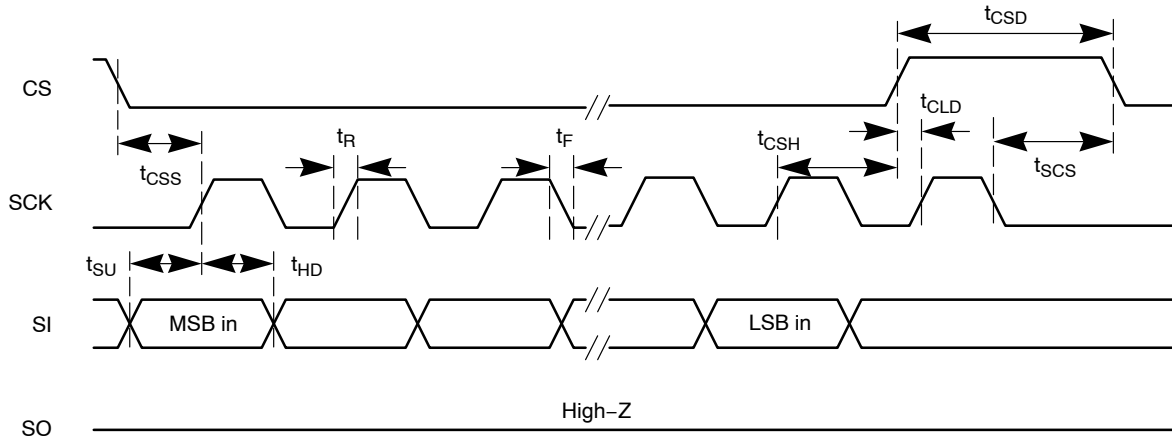 tCSD
CS
tCLD
tR
tF
tCSH
tCSS
tSCS
SCK
tSU
tHD
SI
MSB in
LSB in
High−Z
SO